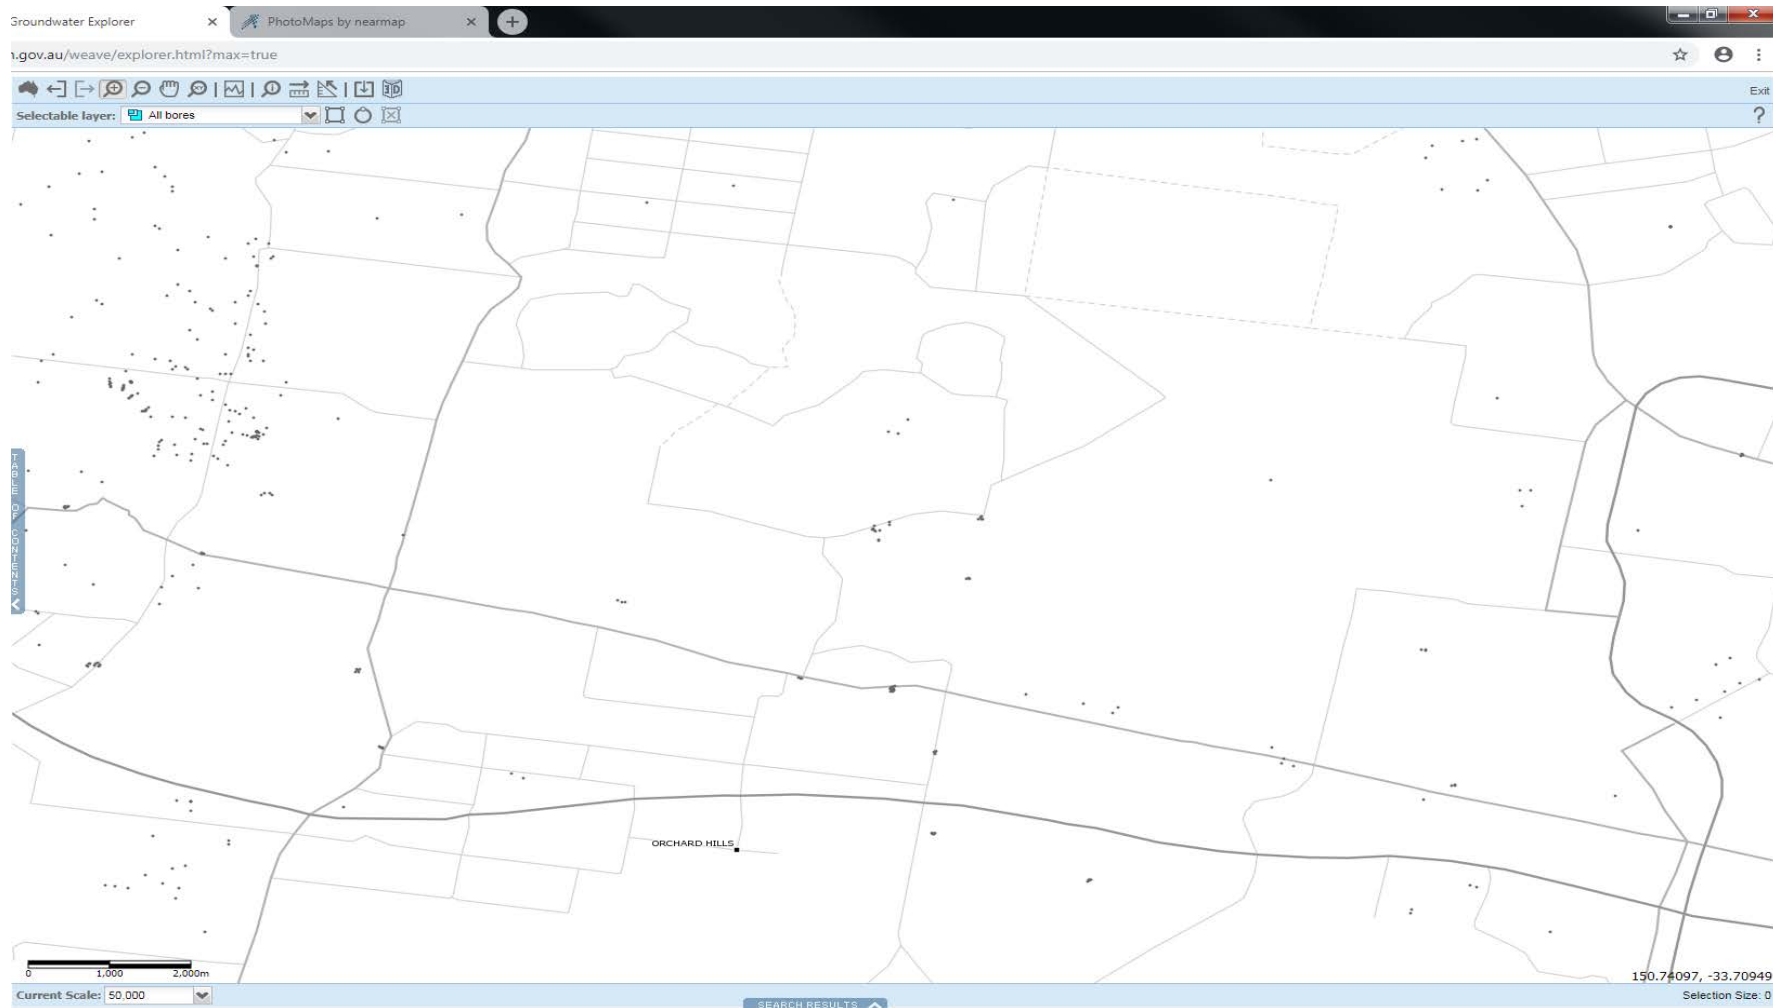 Groundwater Explorer
PhotoMaps by nearmap
n.gov.au/weave/explorer.html?max=true
Exit
Selectable layer: All bores
?
TABLE OF CONTENTS
ORCHARD HILLS
0 1,000 2,000m
150.74097, -33.70949
Current Scale: 50,000
SEARCH RESULTS
Selection Size: 0